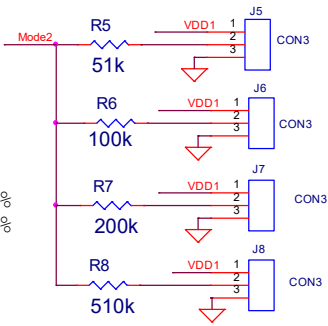 J5
R5
VDD1 1
Mode2
2
CON3
3
51k
J6
R6
VDD1 1
2
CON3
3
100k
J7
R7
VDD1 1
2
CON3
3
200k
J8
R8
VDD1 1
2
CON3
3
510k
%
%